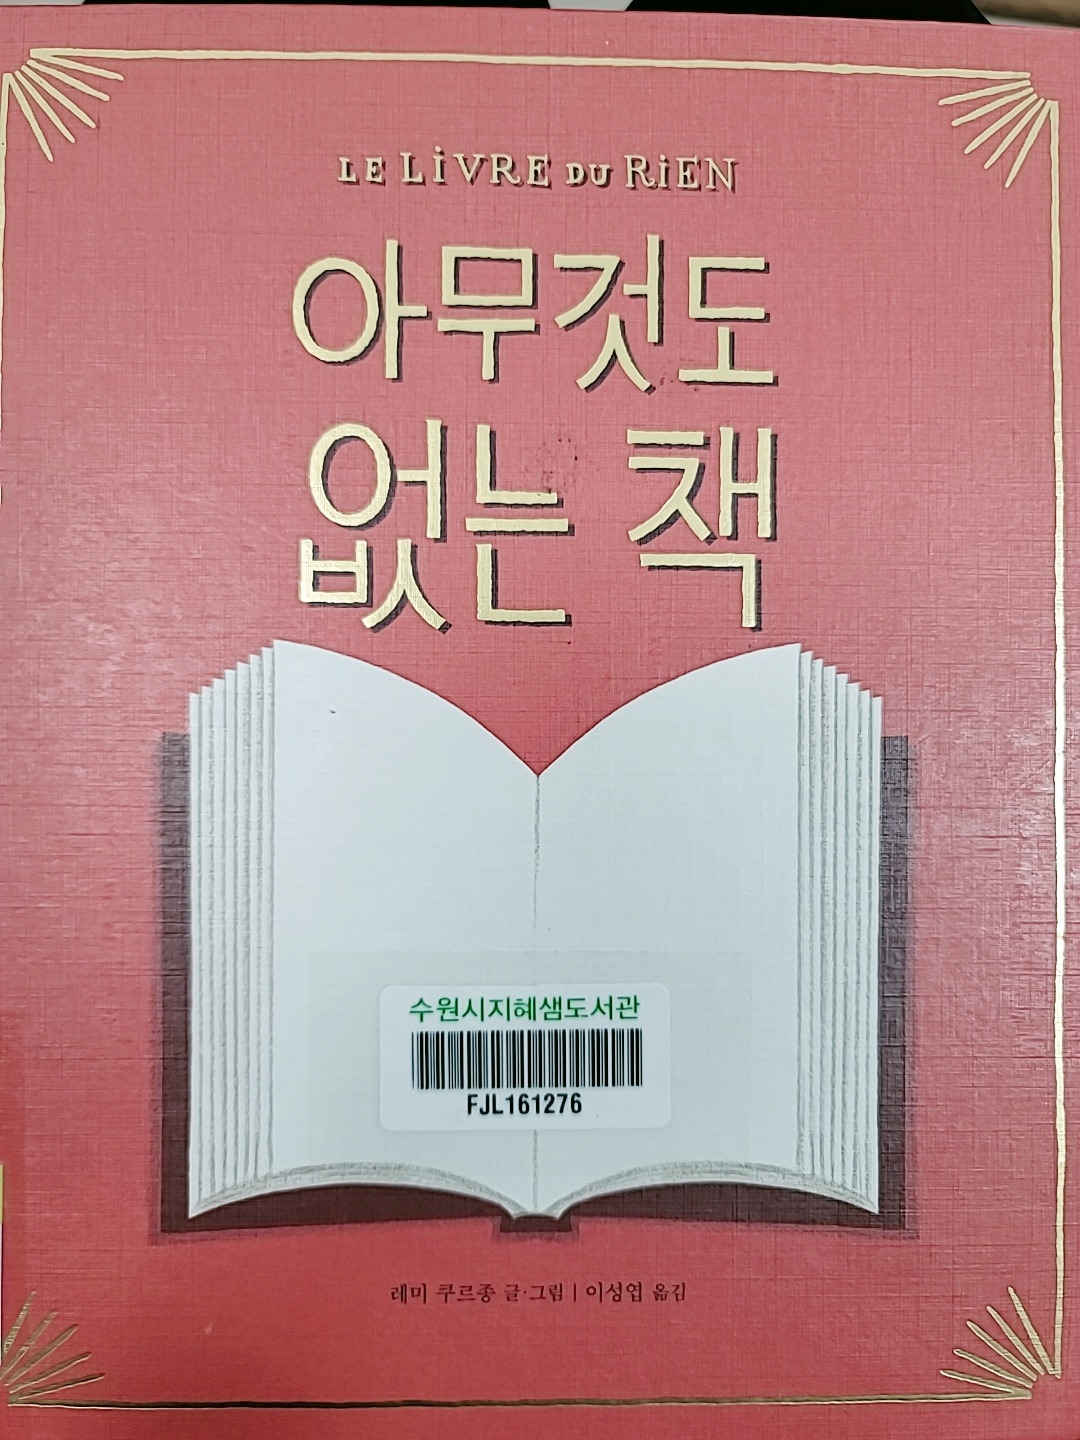 LE LiVRE DU RiEN
아무것도
없는 책
수원시지혜샘도서관
FJL161276
레미 쿠르종 글·그림 | 이성엽 옮김